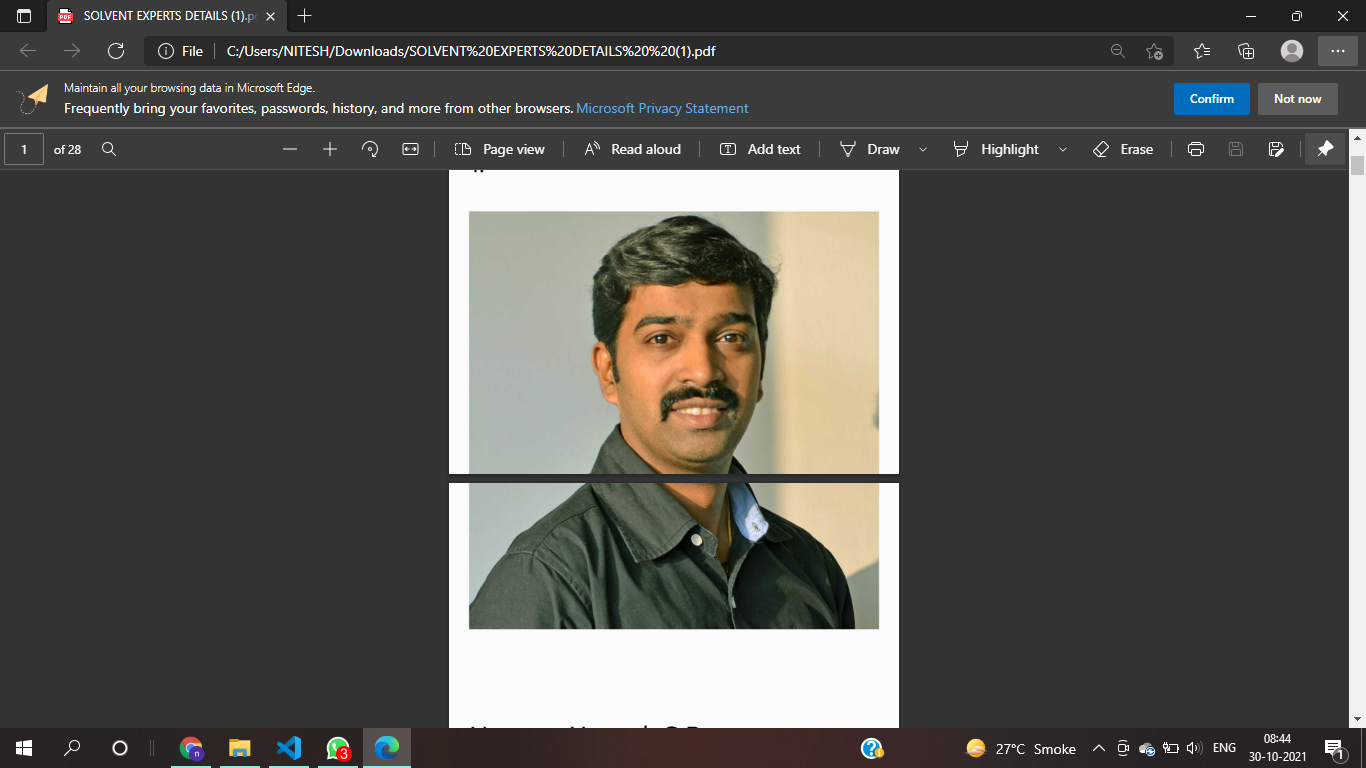 SOLVENT EXPERTS DETAILS (1).p
File
C:/Users/NITESH/Downloads/SOLVENT%20EXPERTS%20DETAILS%20%20(1).pdf
Maintain all your browsing data in Microsoft Edge.
Frequently bring your favorites, passwords, history, and more from other browsers. Microsoft Privacy Statement
Confirm
Not now
1 of 28
Page view
Read aloud
Add text
Draw
Highlight
Erase
27°C Smoke
ENG
08:44
30-10-2021
PDF
n
3
1